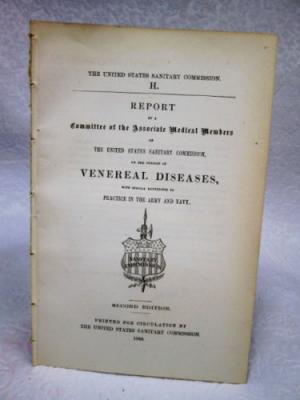 THE UNITED STATES SANITARY COMMISSION.
H.
REPORT
OF A
Committee of the Associate Medical Members
OF
THE UNITED STATES SANITARY COMMISSION,
ON THE SUBJECT OF
VENEREAL DISEASES,
WITH SPECIAL REFERENCE TO
PRACTICE IN THE ARMY AND NAVY.
SANITARY
COMMISSION
SECOND EDITION.
PRINTED FOR CIRCULATION BY
THE UNITED STATES SANITARY COMMISSION.